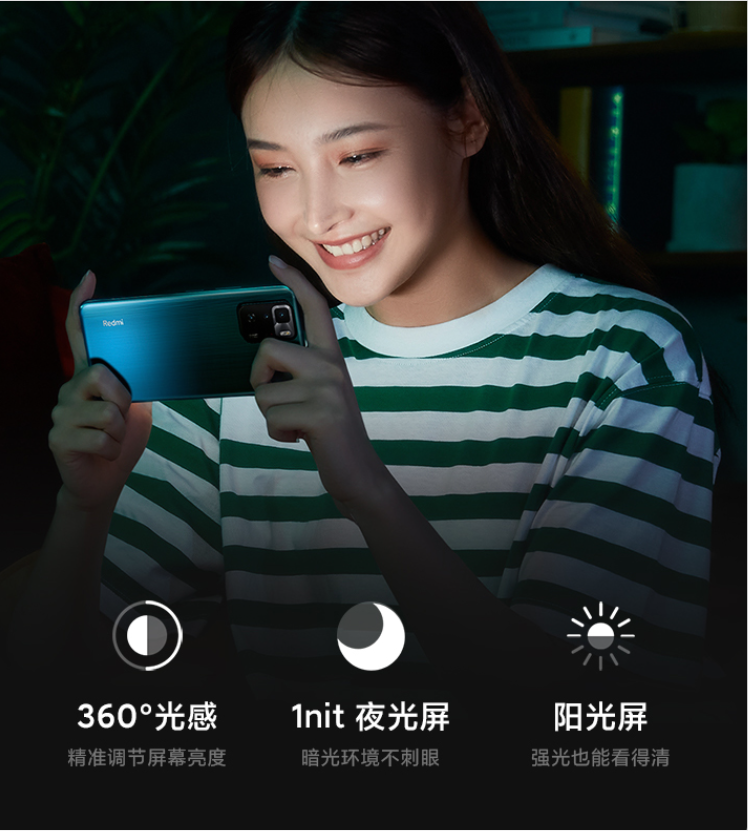 Redmi
360°光感
1nit 夜光屏
阳光屏
精准调节屏幕亮度
暗光环境不刺眼
强光也能看得清